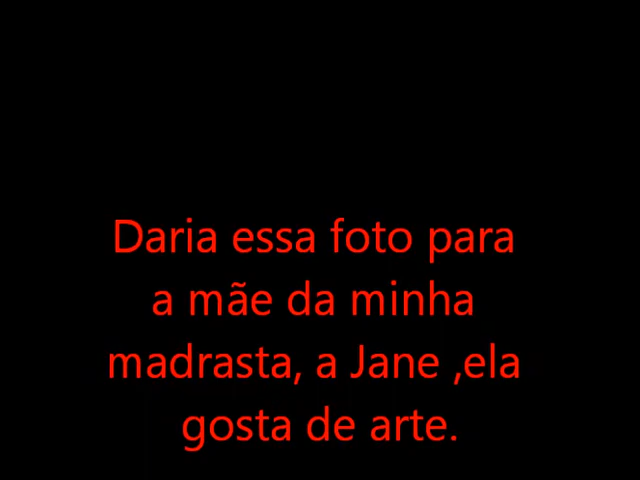 Daria essa foto para
a mãe da minha
madrasta, a Jane ,ela
gosta de arte.